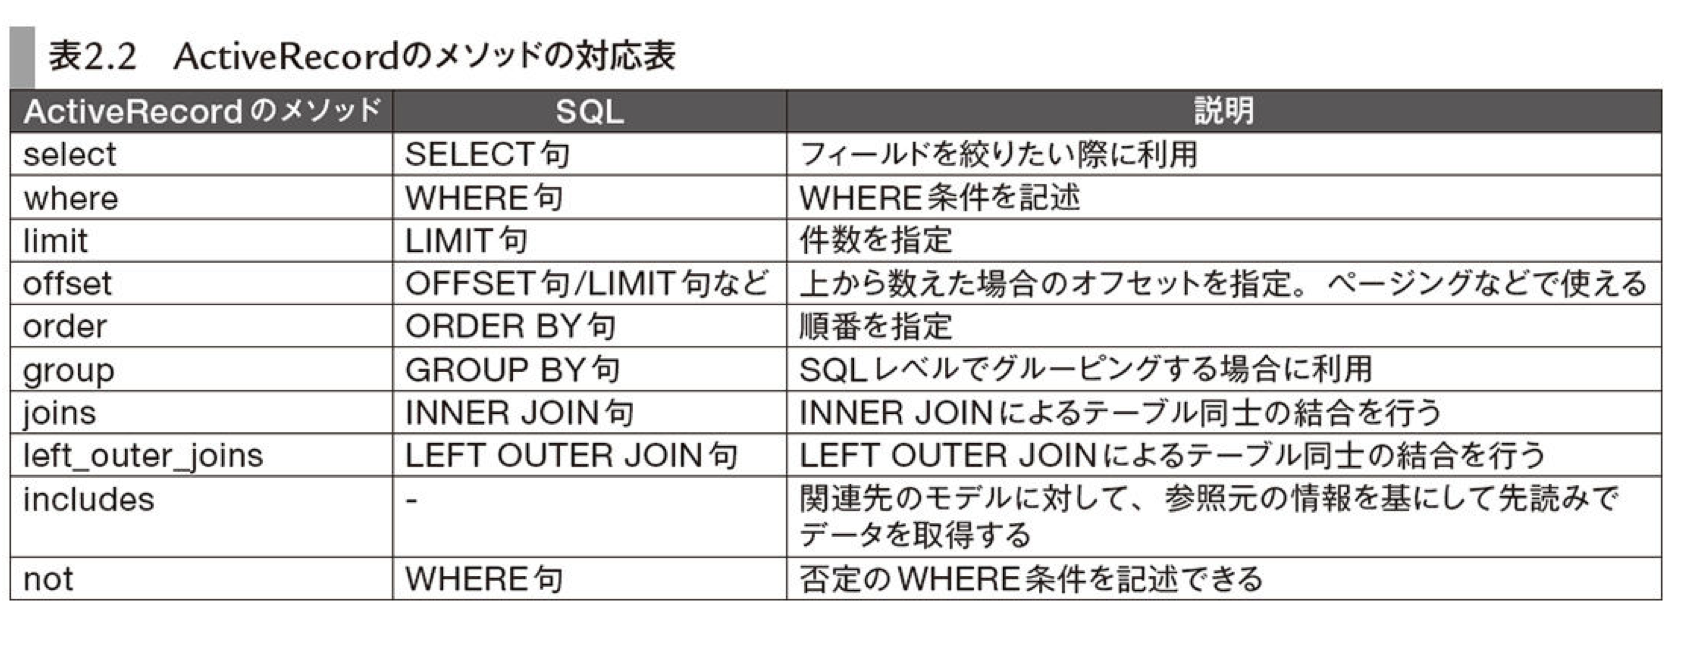 表2.2　ActiveRecordのメソッドの対応表
ActiveRecordのメソッド SQL 説明
select SELECT句 フィールドを絞りたい際に利用
where WHERE句 WHERE条件を記述
limit LIMIT句 件数を指定
offset OFFSET句/LIMIT句など 上から数えた場合のオフセットを指定。ページングなどで使える
order ORDER BY句 順番を指定
group GROUP BY句 SQLレベルでグルーピングする場合に利用
joins INNER JOIN句 INNER JOINによるテーブル同士の結合を行う
left_outer_joins LEFT OUTER JOIN句 LEFT OUTER JOINによるテーブル同士の結合を行う
includes - 関連先のモデルに対して、参照元の情報を基にして先読みで
データを取得する
not WHERE句 否定のWHERE条件を記述できる